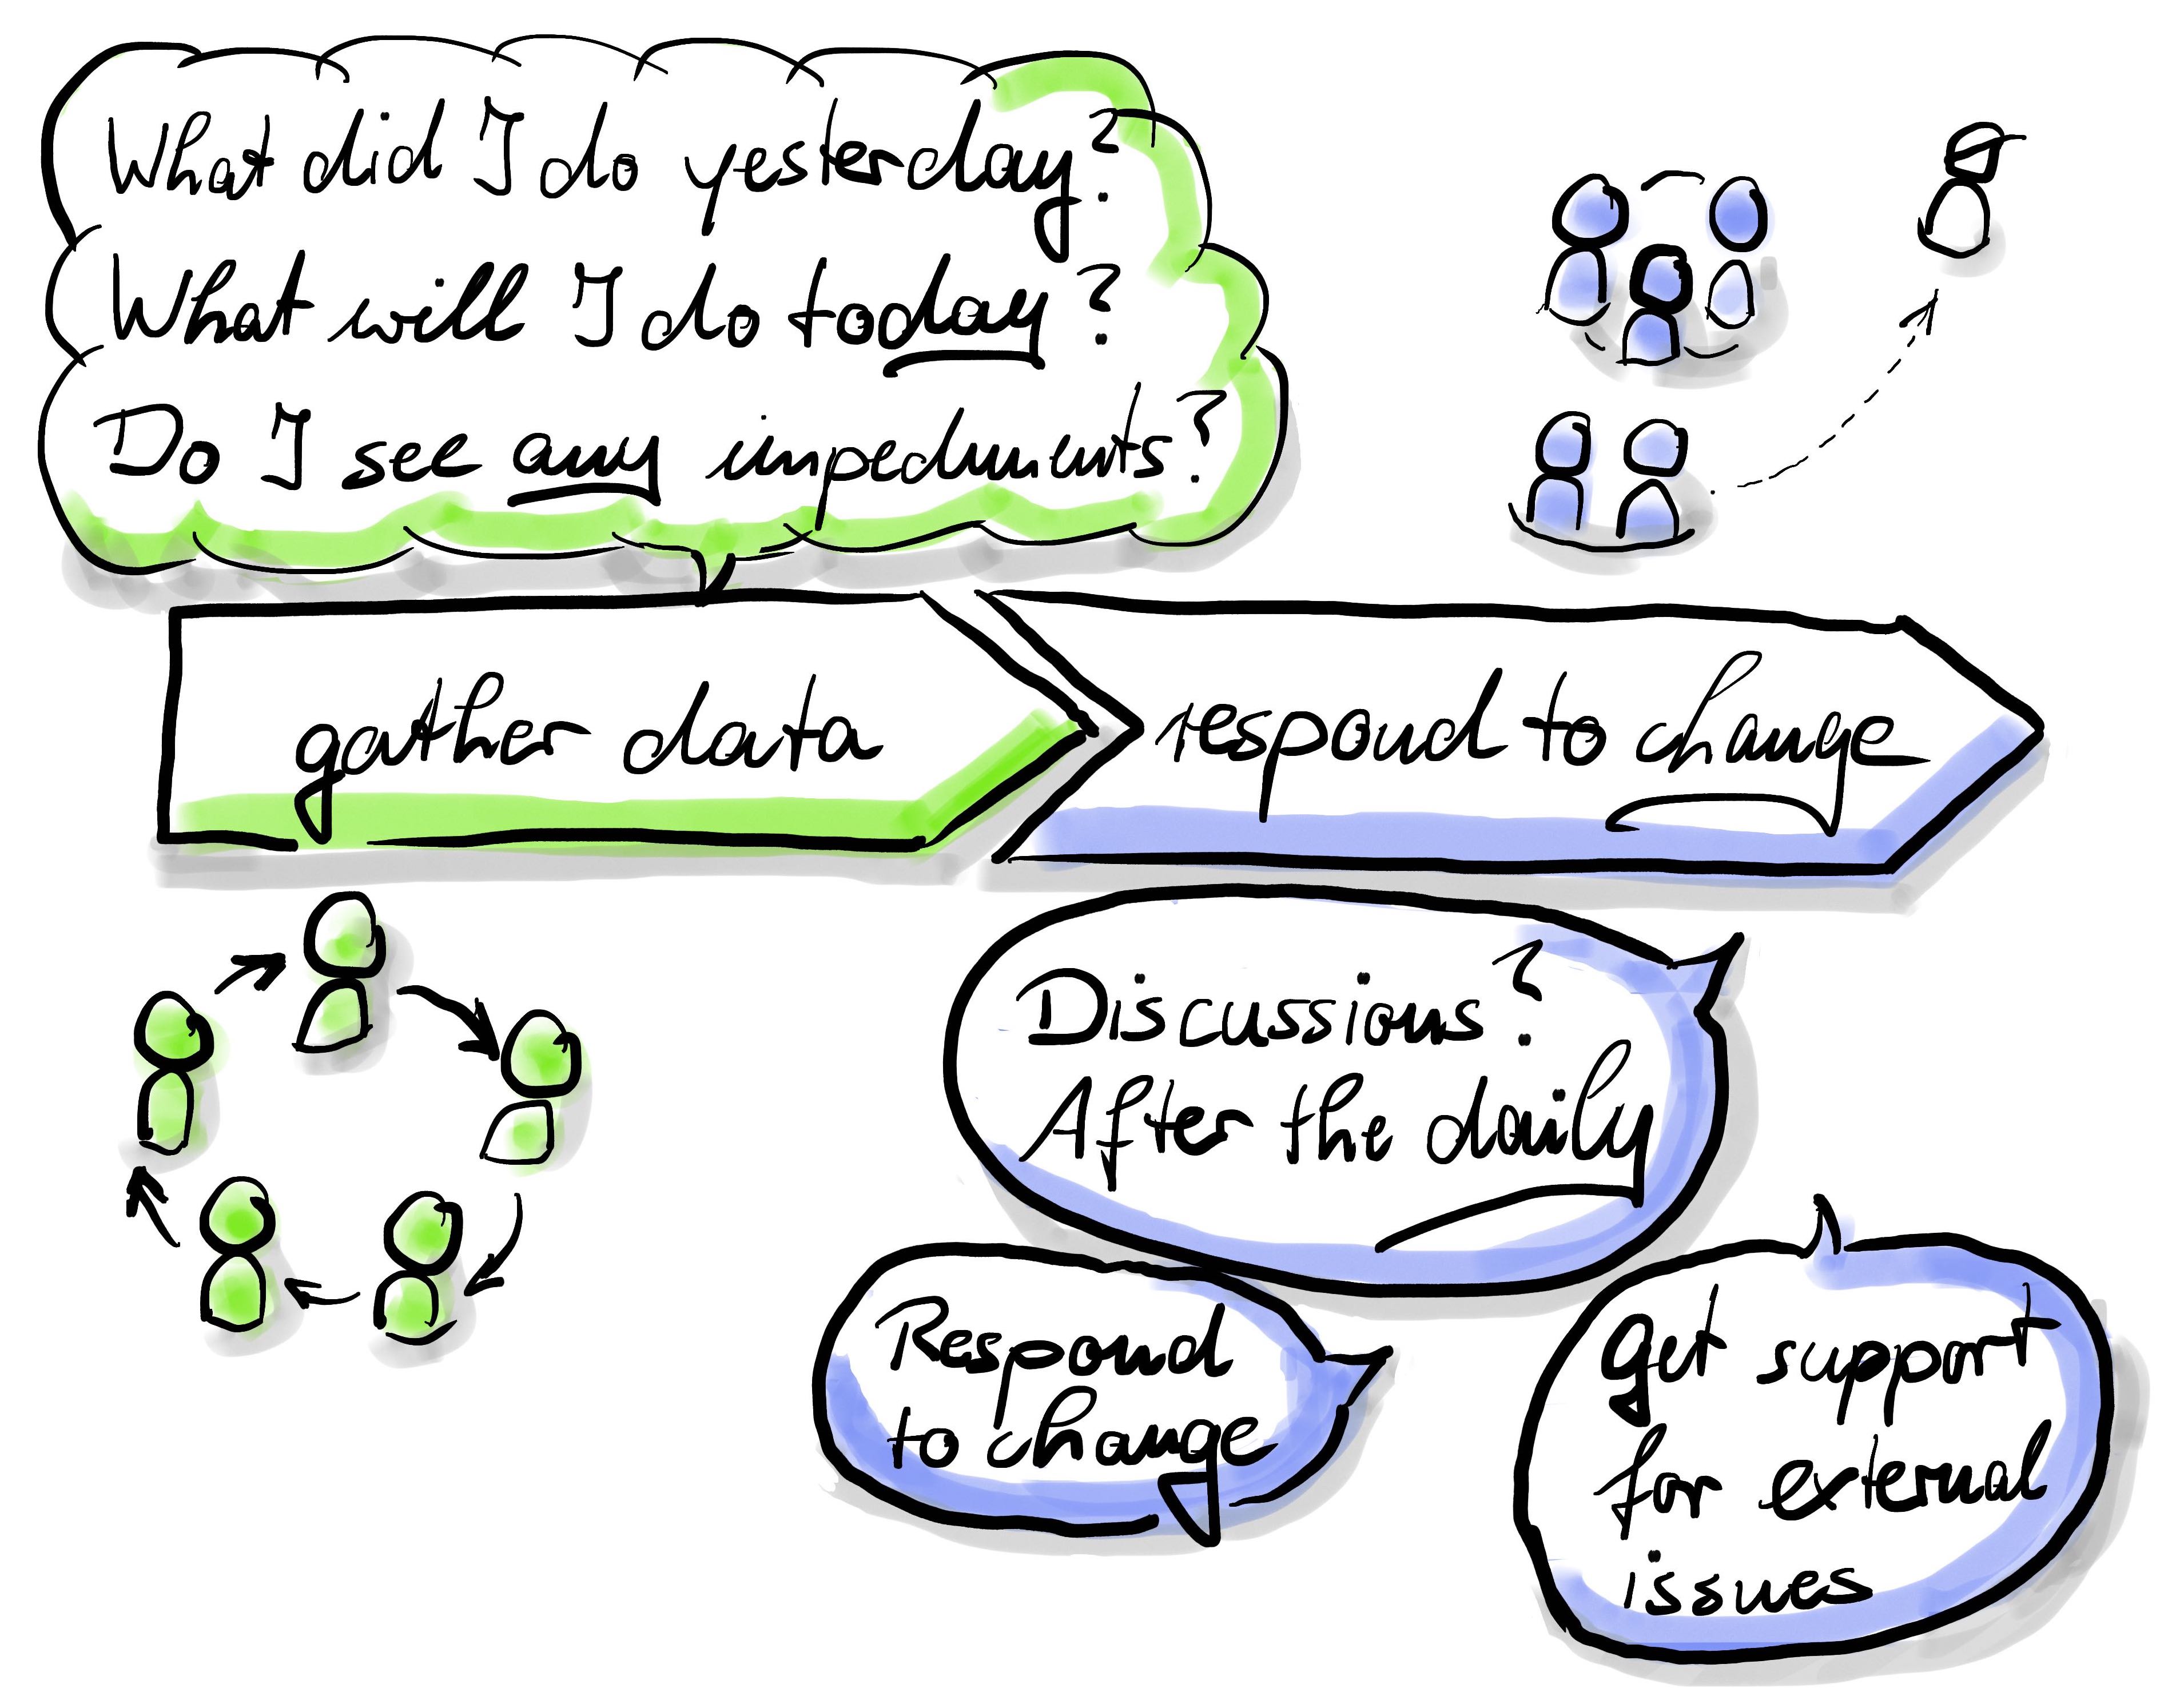 What did I do yesterday?
What will I do today?
Do I see any impediments?
gather data
respond to change
Discussions?
After the daily
Respond
to change
get support
for external
issues